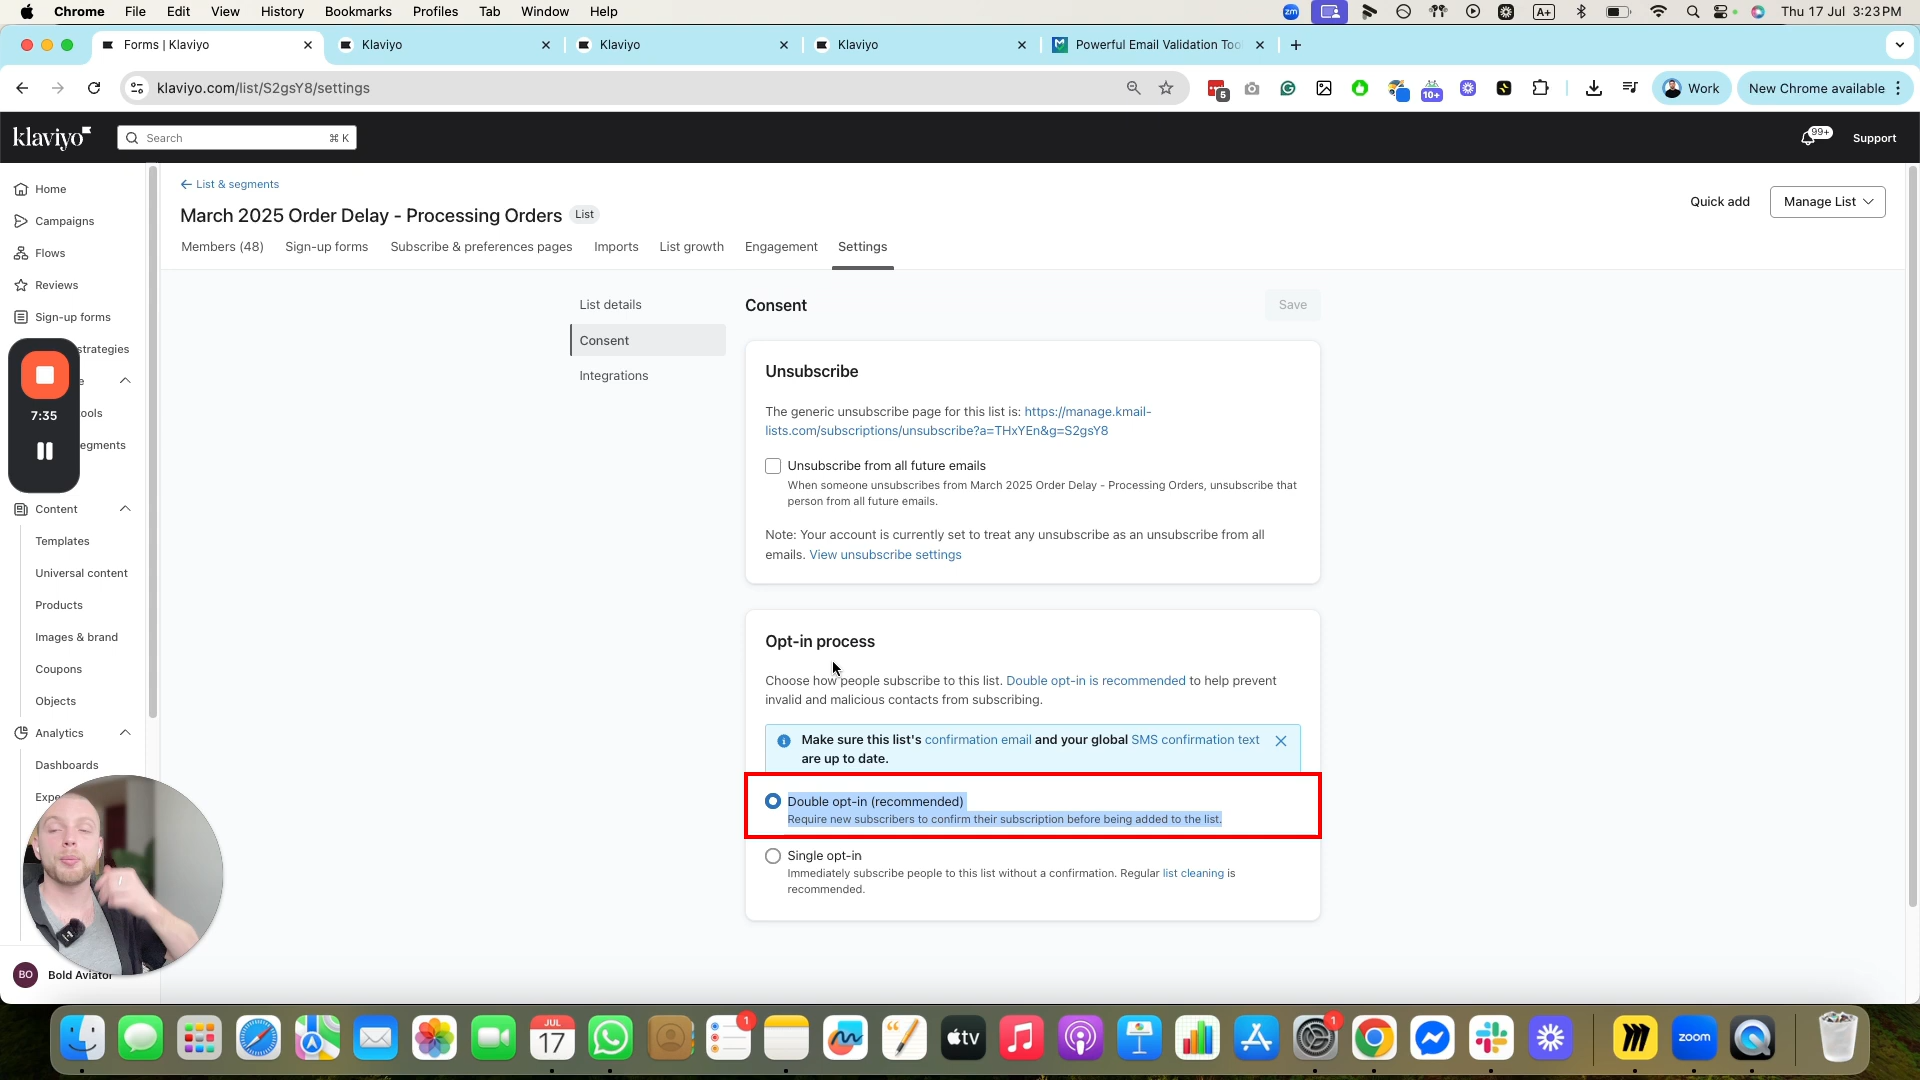 Chrome File Edit View History Bookmarks Profiles Tab Window Help
zm A+ Thu 17 Jul 3:23 PM
Forms | Klaviyo Klaviyo Klaviyo Klaviyo Powerful Email Validation Too
klaviyo.com/list/S2gsY8/settings
5 10+ Work New Chrome available
klaviyo Search ⌘ K 99+ Support
Home
Campaigns
Flows
Reviews
Sign-up forms
strategies
7:35
ools
egments
Content
Templates
Universal content
Products
Images & brand
Coupons
Objects
Analytics
Dashboards
BO Bold Aviator
← List & segments
March 2025 Order Delay - Processing Orders List
Quick add Manage List
Members (48) Sign-up forms Subscribe & preferences pages Imports List growth Engagement Settings
List details
Consent
Integrations
Consent Save
Unsubscribe
The generic unsubscribe page for this list is: https://manage.kmail-
lists.com/subscriptions/unsubscribe?a=THxYEn&g=S2gsY8
Unsubscribe from all future emails
When someone unsubscribes from March 2025 Order Delay - Processing Orders, unsubscribe that
person from all future emails.
Note: Your account is currently set to treat any unsubscribe as an unsubscribe from all
emails. View unsubscribe settings
Opt-in process
Choose how people subscribe to this list. Double opt-in is recommended to help prevent
invalid and malicious contacts from subscribing.
Make sure this list's confirmation email and your global SMS confirmation text
are up to date.
Double opt-in (recommended)
Require new subscribers to confirm their subscription before being added to the list.
Single opt-in
Immediately subscribe people to this list without a confirmation. Regular list cleaning is
recommended.
JUL
17
1
tv
1
zoom